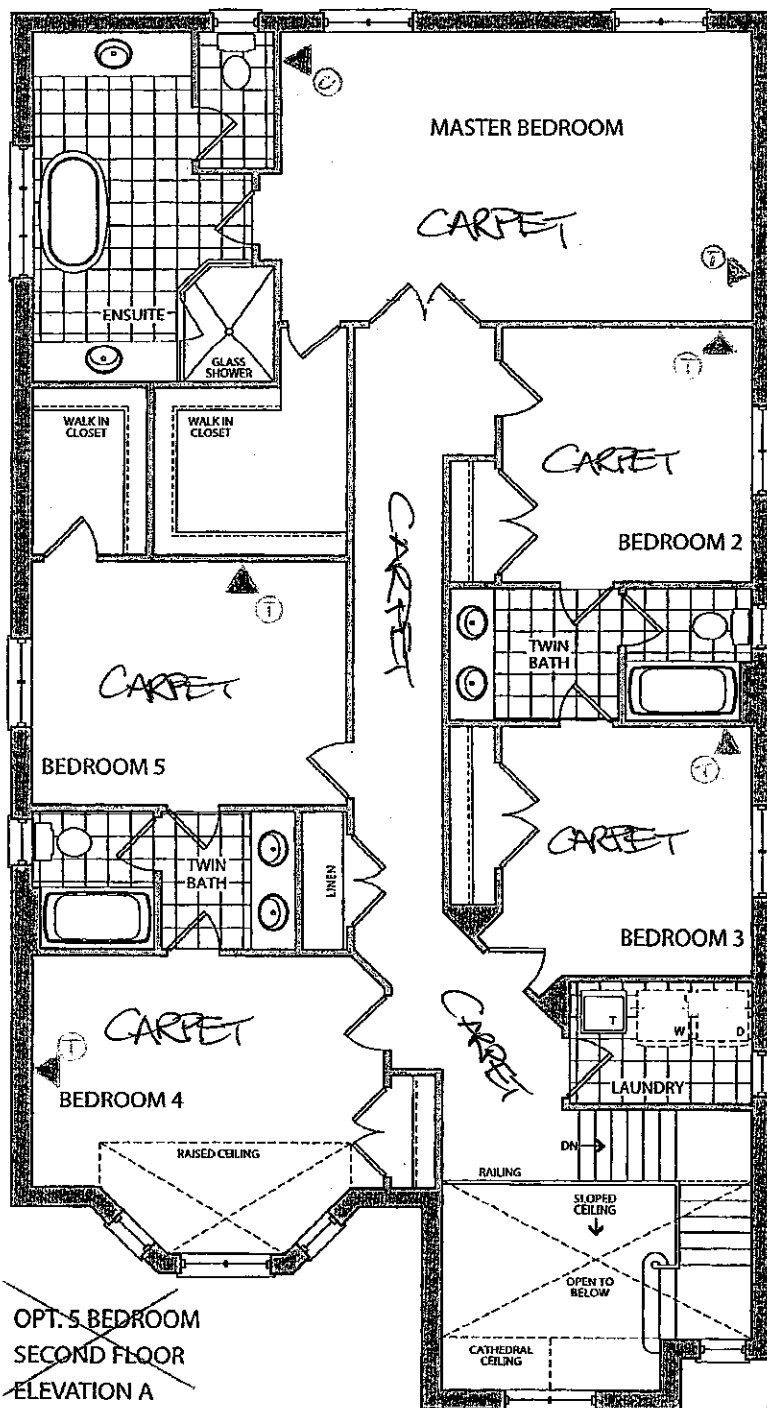 MASTER BEDROOM
CARPET
T
ENSUITE
GLASS
SHOWER
T
WALK IN
CLOSET
WALK IN
CLOSET
CARPET
BEDROOM 2
CARPET
T
CARPET
BEDROOM 5
TWIN
BATH
T
CARPET
BEDROOM 3
TWIN
BATH
LINEN
CARPET
T
BEDROOM 4
CARPET
T
W
D
LAUNDRY
RAISED CEILING
DN
RAILING
SLOPED
CEILING
OPEN TO
BELOW
CATHEDRAL
CEILING
OPT. 5 BEDROOM
SECOND FLOOR
ELEVATION A